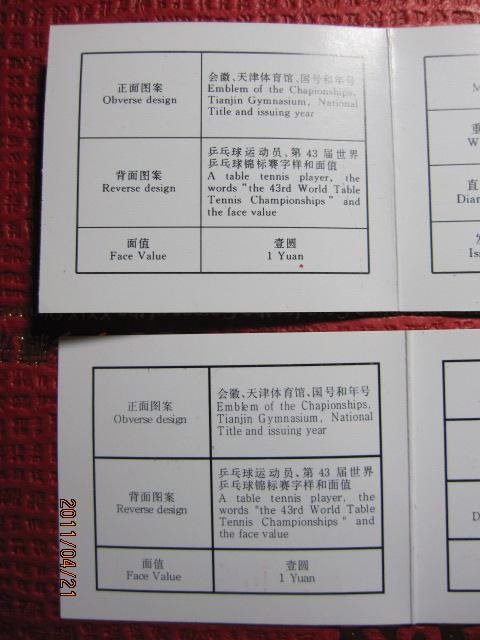 正面图案
Obverse design
会徽、天津体育馆、国号和年号
Emblem of the Chapionships,
Tianjin Gymnasium, National
Title and issuing year
背面图案
Reverse design
乒乓球运动员、第 43 届世界
乒乓球锦标赛字样和面值
A table tennis player, the
words "the 43rd World Table
Tennis Championships" and
the face value
面值
Face Value
壹圆
1 Yuan
M
重
W
直
Dian
Iss
正面图案
Obverse design
会徽、天津体育馆、国号和年号
Emblem of the Chapionships,
Tianjin Gymnasium, National
Title and issuing year
背面图案
Reverse design
乒乓球运动员、第 43 届世界
乒乓球锦标赛字样和面值
A table tennis player, the
words "the 43rd World Table
Tennis Championships" and
the face value
面值
Face Value
壹圆
1 Yuan
D
2011/04/21